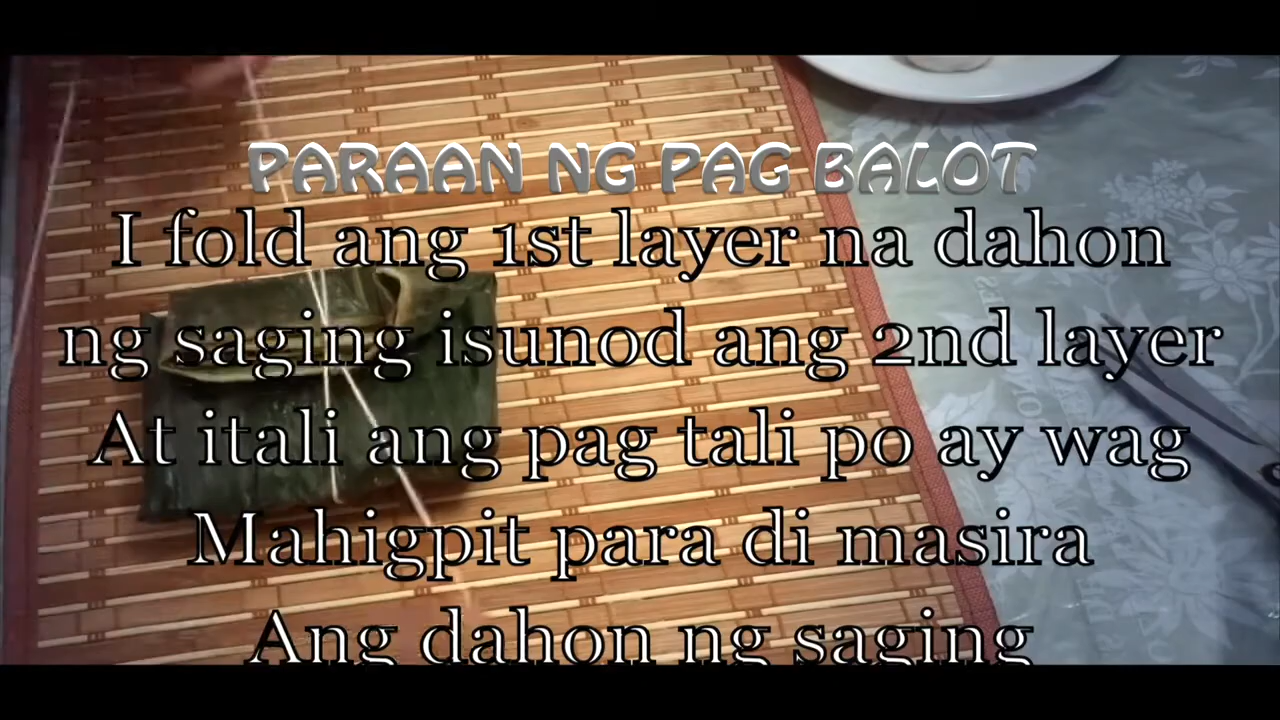 PARAAN NG PAG BALOT
I fold ang 1st layer na dahon
ng saging isunod ang 2nd layer
At itali ang pag tali po ay wag
Mahigpit para di masira
Ang dahon ng saging